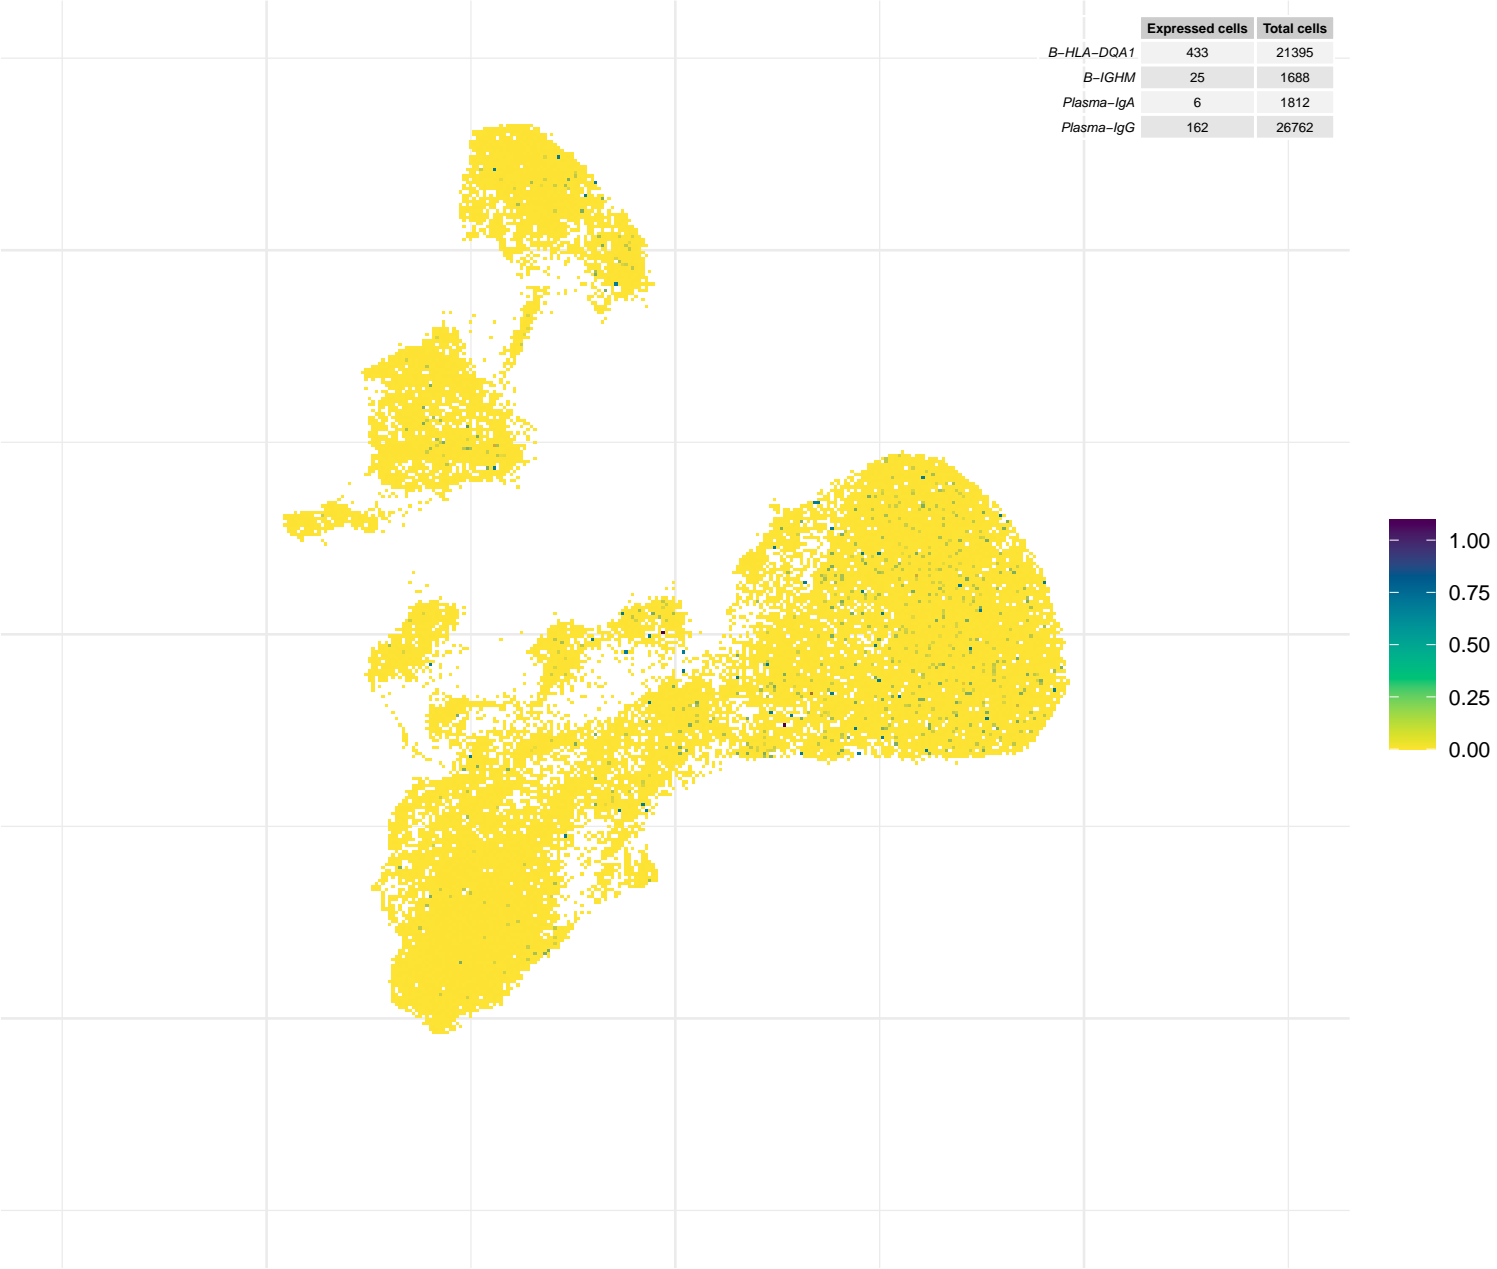 Expressed cells Total cells
B−HLA−DQA1 433 21395
B−IGHM 25 1688
Plasma−IgA 6 1812
Plasma−IgG 162 26762
1.00
0.75
0.50
0.25
0.00